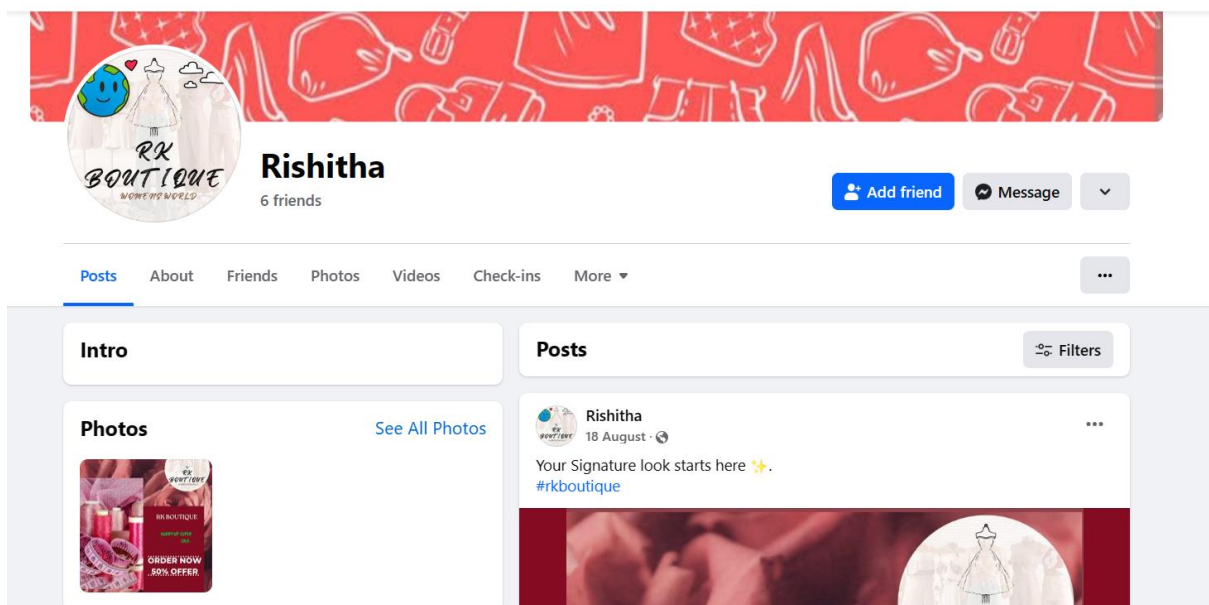 RK
BOUTIQUE
WOMENS WORLD
Rishitha
6 friends
Add friend
Message
Posts
About
Friends
Photos
Videos
Check-ins
More
Intro
Photos
See All Photos
RK
BOUTIQUE
RK BOUTIQUE
ORDER NOW
50% OFFER
Posts
Filters
RK
BOUTIQUE
Rishitha
18 August
Your Signature look starts here ✨.
#rkboutique